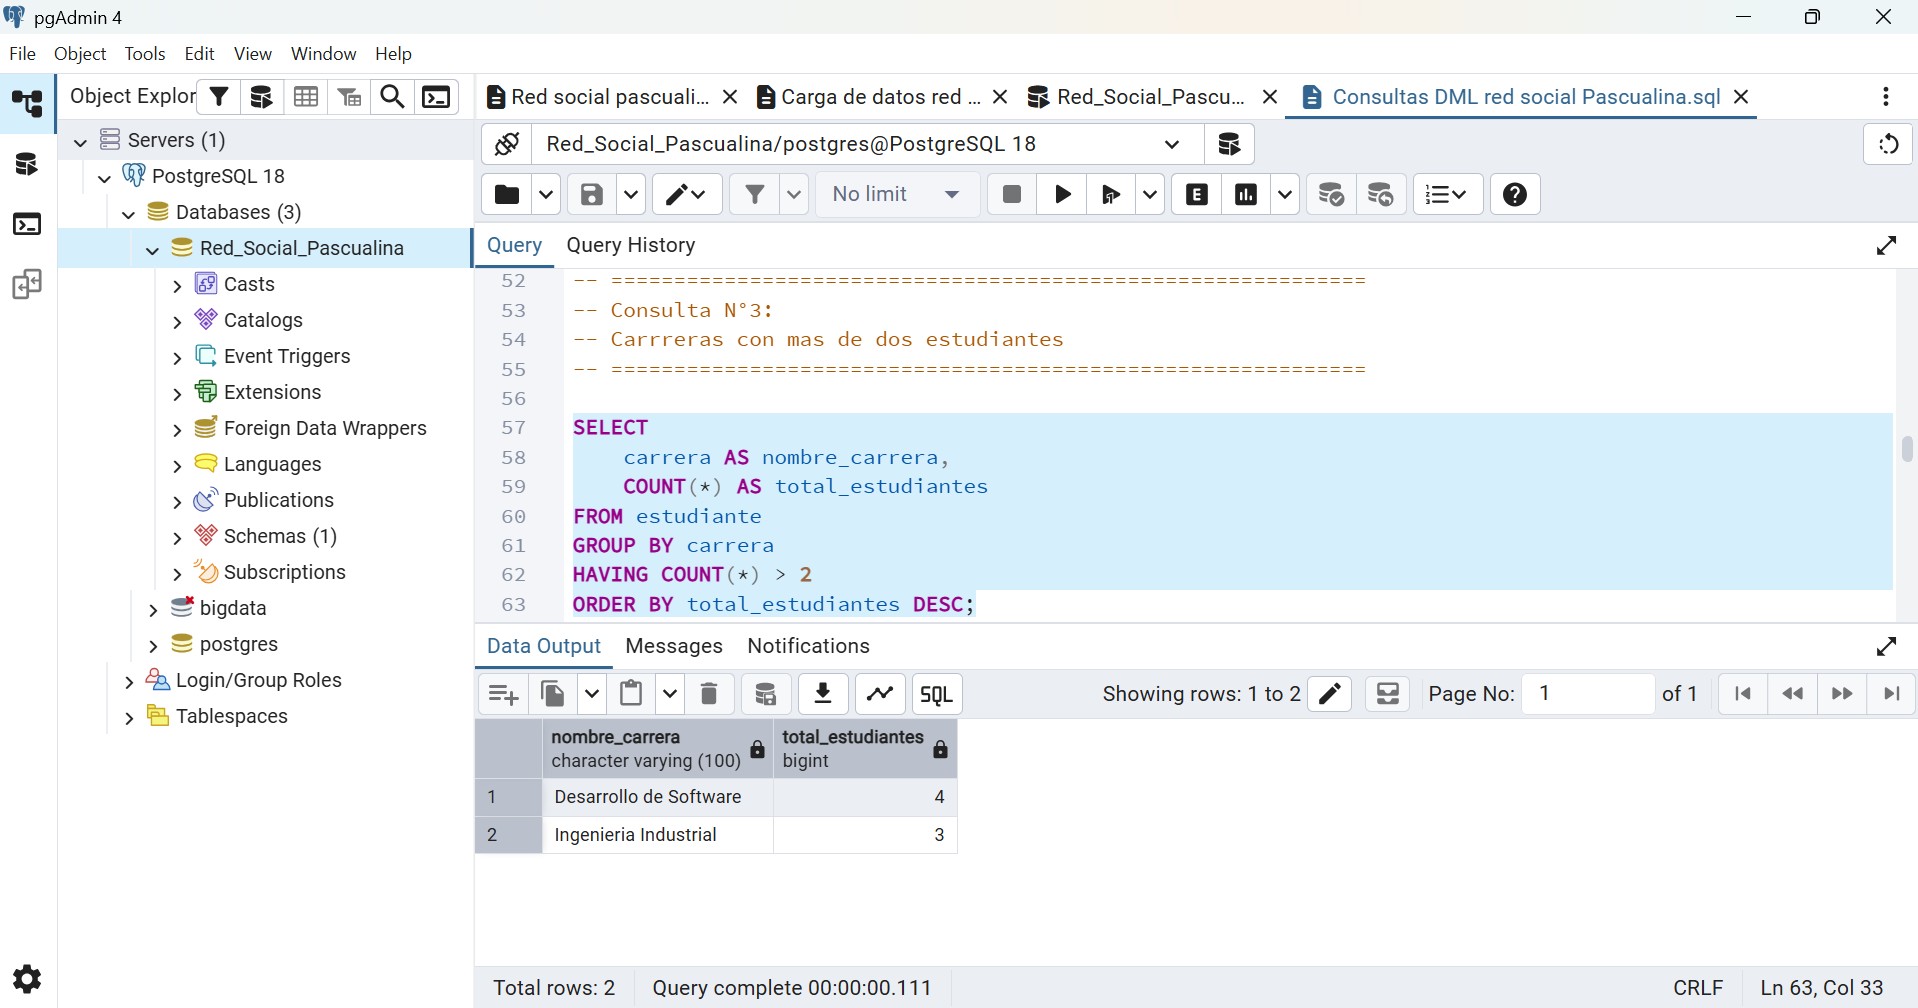 pgAdmin 4
File Object Tools Edit View Window Help
Object Explor
Red social pascuali...
Carga de datos red ...
Red_Social_Pascu...
Consultas DML red social Pascualina.sql
Servers (1)
PostgreSQL 18
Databases (3)
Red_Social_Pascualina
Casts
Catalogs
Event Triggers
Extensions
Foreign Data Wrappers
Languages
Publications
Schemas (1)
Subscriptions
bigdata
postgres
Login/Group Roles
Tablespaces
Red_Social_Pascualina/postgres@PostgreSQL 18
No limit
E
Query Query History
52 -- ============================================================
53 -- Consulta N°3:
54 -- Carrreras con mas de dos estudiantes
55 -- ============================================================
56
57 SELECT
58 carrera AS nombre_carrera,
59 COUNT(*) AS total_estudiantes
60 FROM estudiante
61 GROUP BY carrera
62 HAVING COUNT(*) > 2
63 ORDER BY total_estudiantes DESC;
Data Output Messages Notifications
SQL
Showing rows: 1 to 2
Page No: 1 of 1
nombre_carrera total_estudiantes
character varying (100) bigint
1 Desarrollo de Software 4
2 Ingenieria Industrial 3
Total rows: 2
Query complete 00:00:00.111
CRLF
Ln 63, Col 33